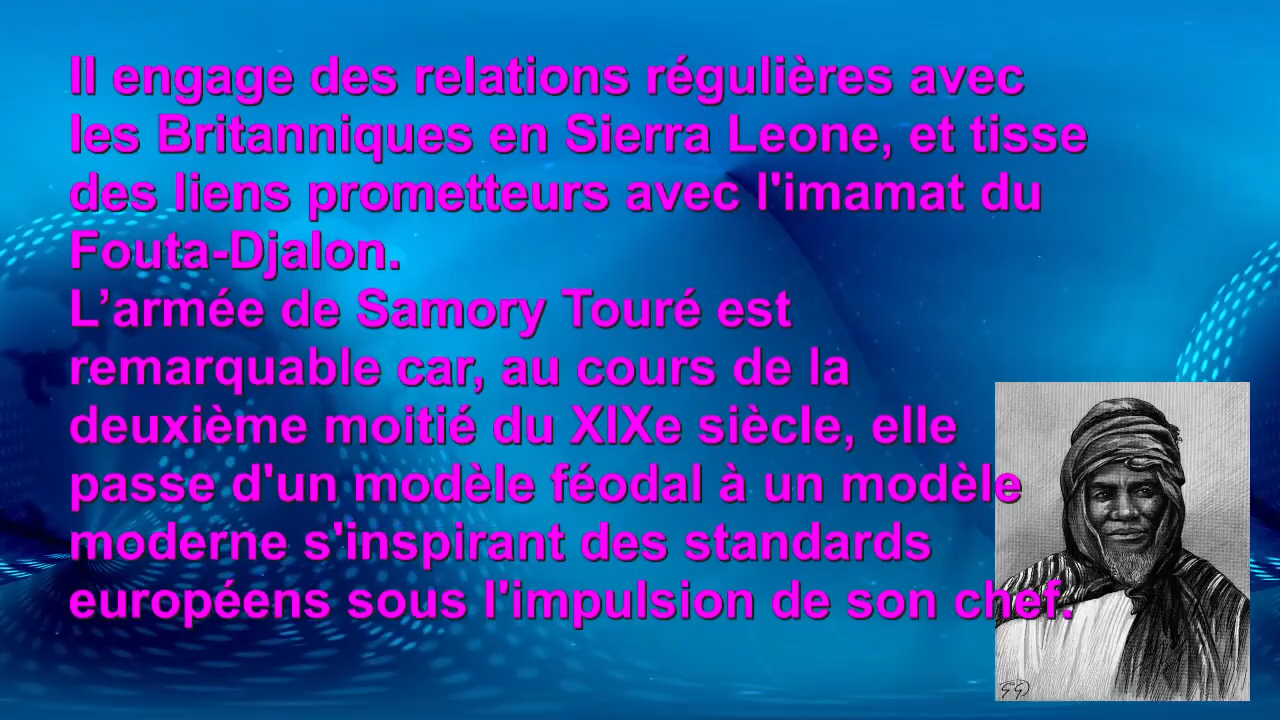 Il engage des relations régulières avec
les Britanniques en Sierra Leone, et tisse
des liens prometteurs avec l'imamat du
Fouta-Djalon.
L’armée de Samory Touré est
remarquable car, au cours de la
deuxième moitié du XIXe siècle, elle
passe d'un modèle féodal à un modèle
moderne s'inspirant des standards
européens sous l'impulsion de son chef.